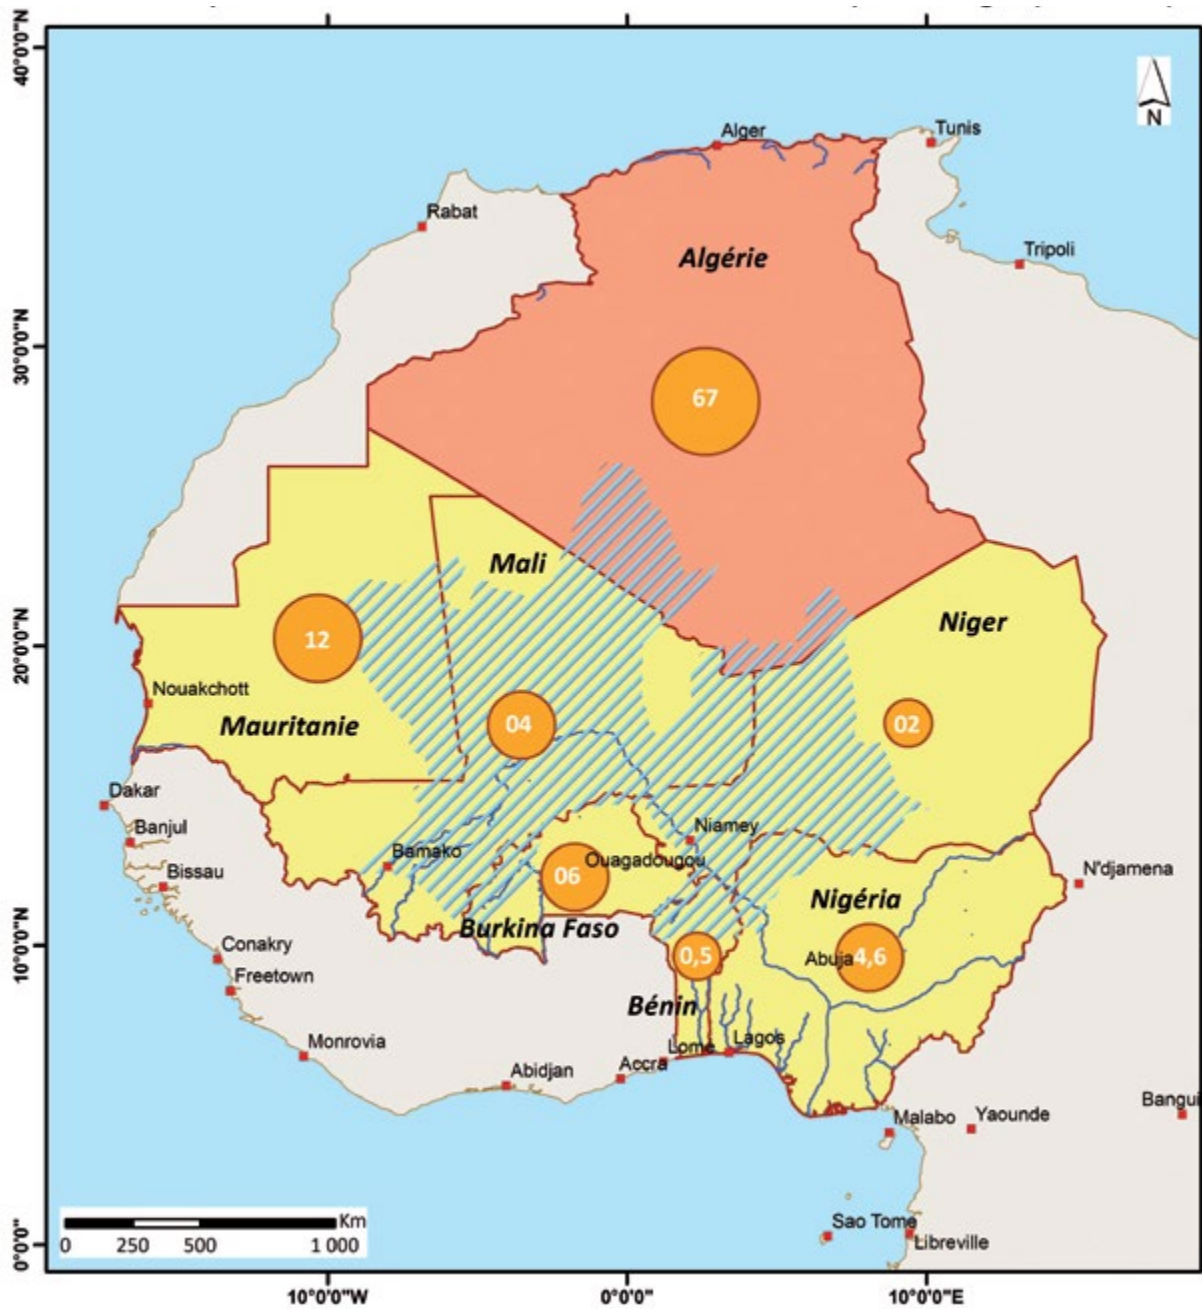 40°0'0"N
30°0'0"N
20°0'0"N
10°0'0"N
0°0'0"
N
Alger
Tunis
Rabat
Tripoli
Algérie
67
Mali
Niger
12
Nouakchott
Mauritanie
04
02
Dakar
Banjul
Bissau
Bamako
Niamey
Ouagadougou
06
N'djamena
Nigéria
Burkina Faso
Conakry
Freetown
0,5
Abuja
4,6
Bénin
Monrovia
Lome
Lagos
Abidjan
Accra
Malabo
Yaounde
Bangui
Sao Tome
Libreville
Km
0 250 500 1 000
10°0'0"W 0°0'0" 10°0'0"E